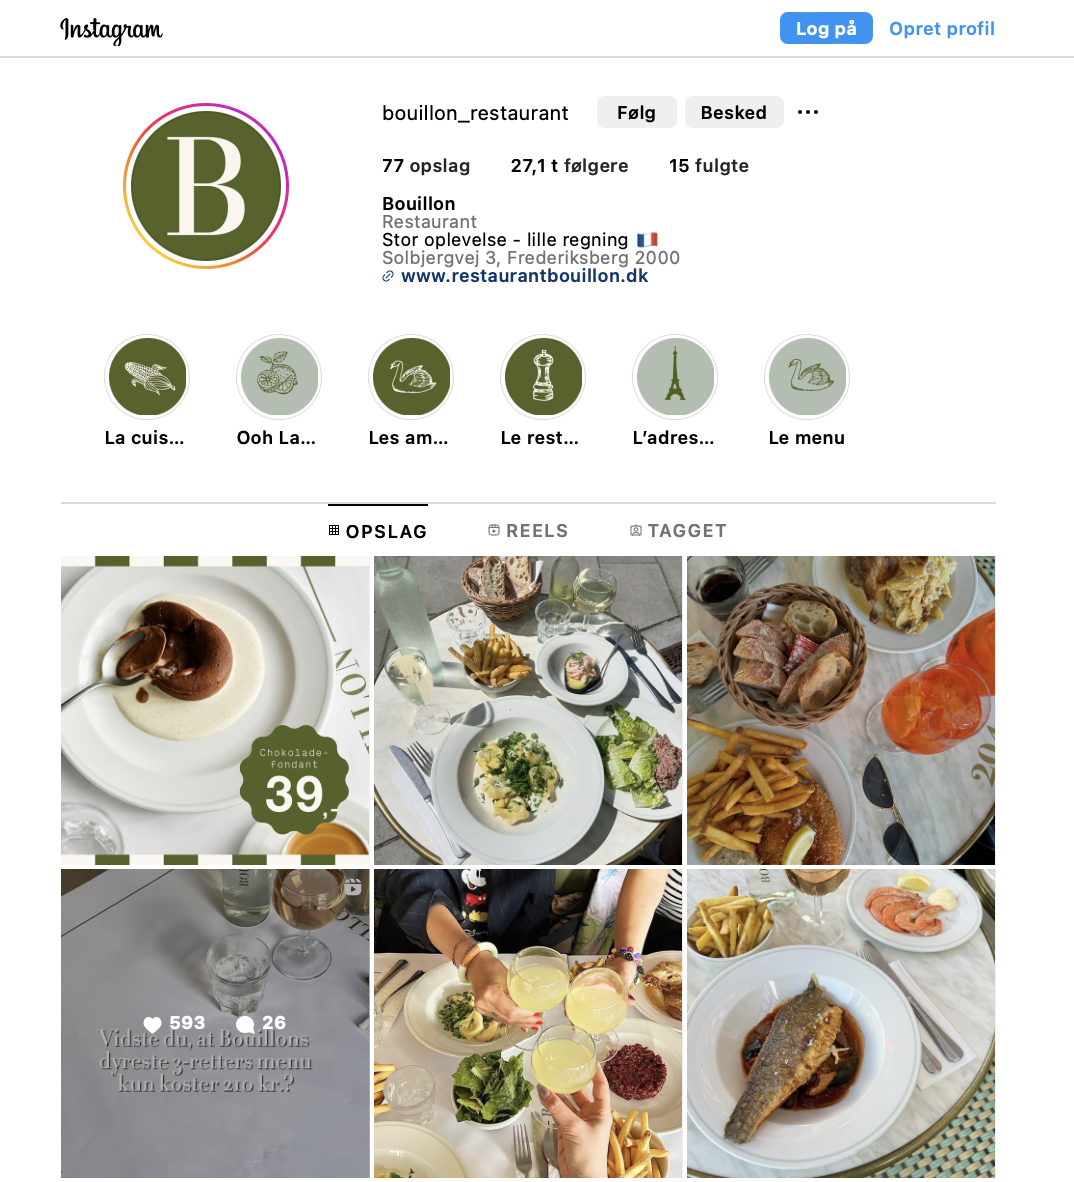 Instagram
Log på
Opret profil
B
bouillon_restaurant
Følg
Besked
77 opslag
27,1 t følgere
15 fulgte
Bouillon
Restaurant
Stor oplevelse - lille regning 🇫🇷
Solbjergvej 3, Frederiksberg 2000
www.restaurantbouillon.dk
La cuis...
Ooh La...
Les am...
Le rest...
L’adres...
Le menu
OPSLAG
REELS
TAGGET
Chokolade-
fondant
39,-
593
26
Vidste du, at Bouillons
dyreste 3-retters menu
kun koster 210 kr.?